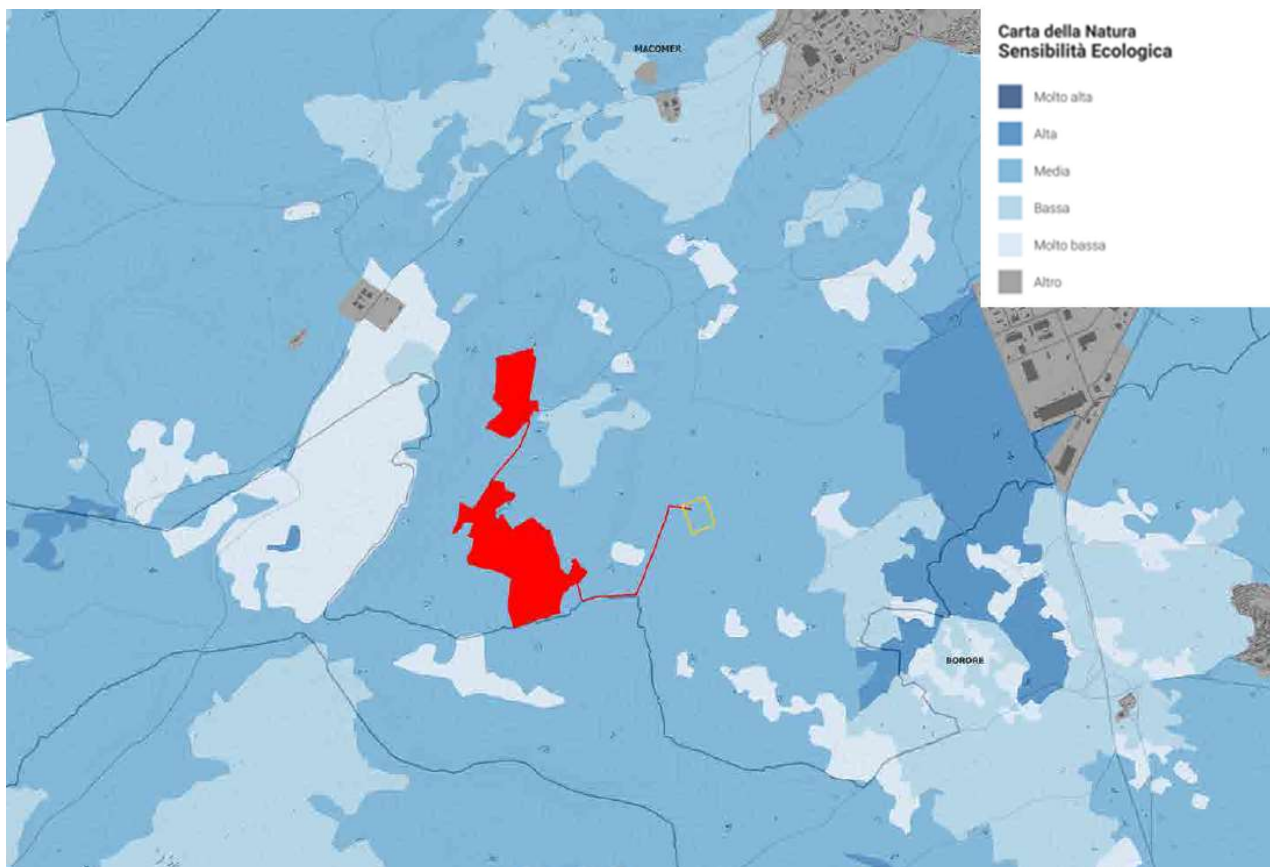 Carta della Natura
Sensibilità Ecologica
Molto alta
Alta
Media
Bassa
Molto bassa
Altro
MACOMER
BORORE